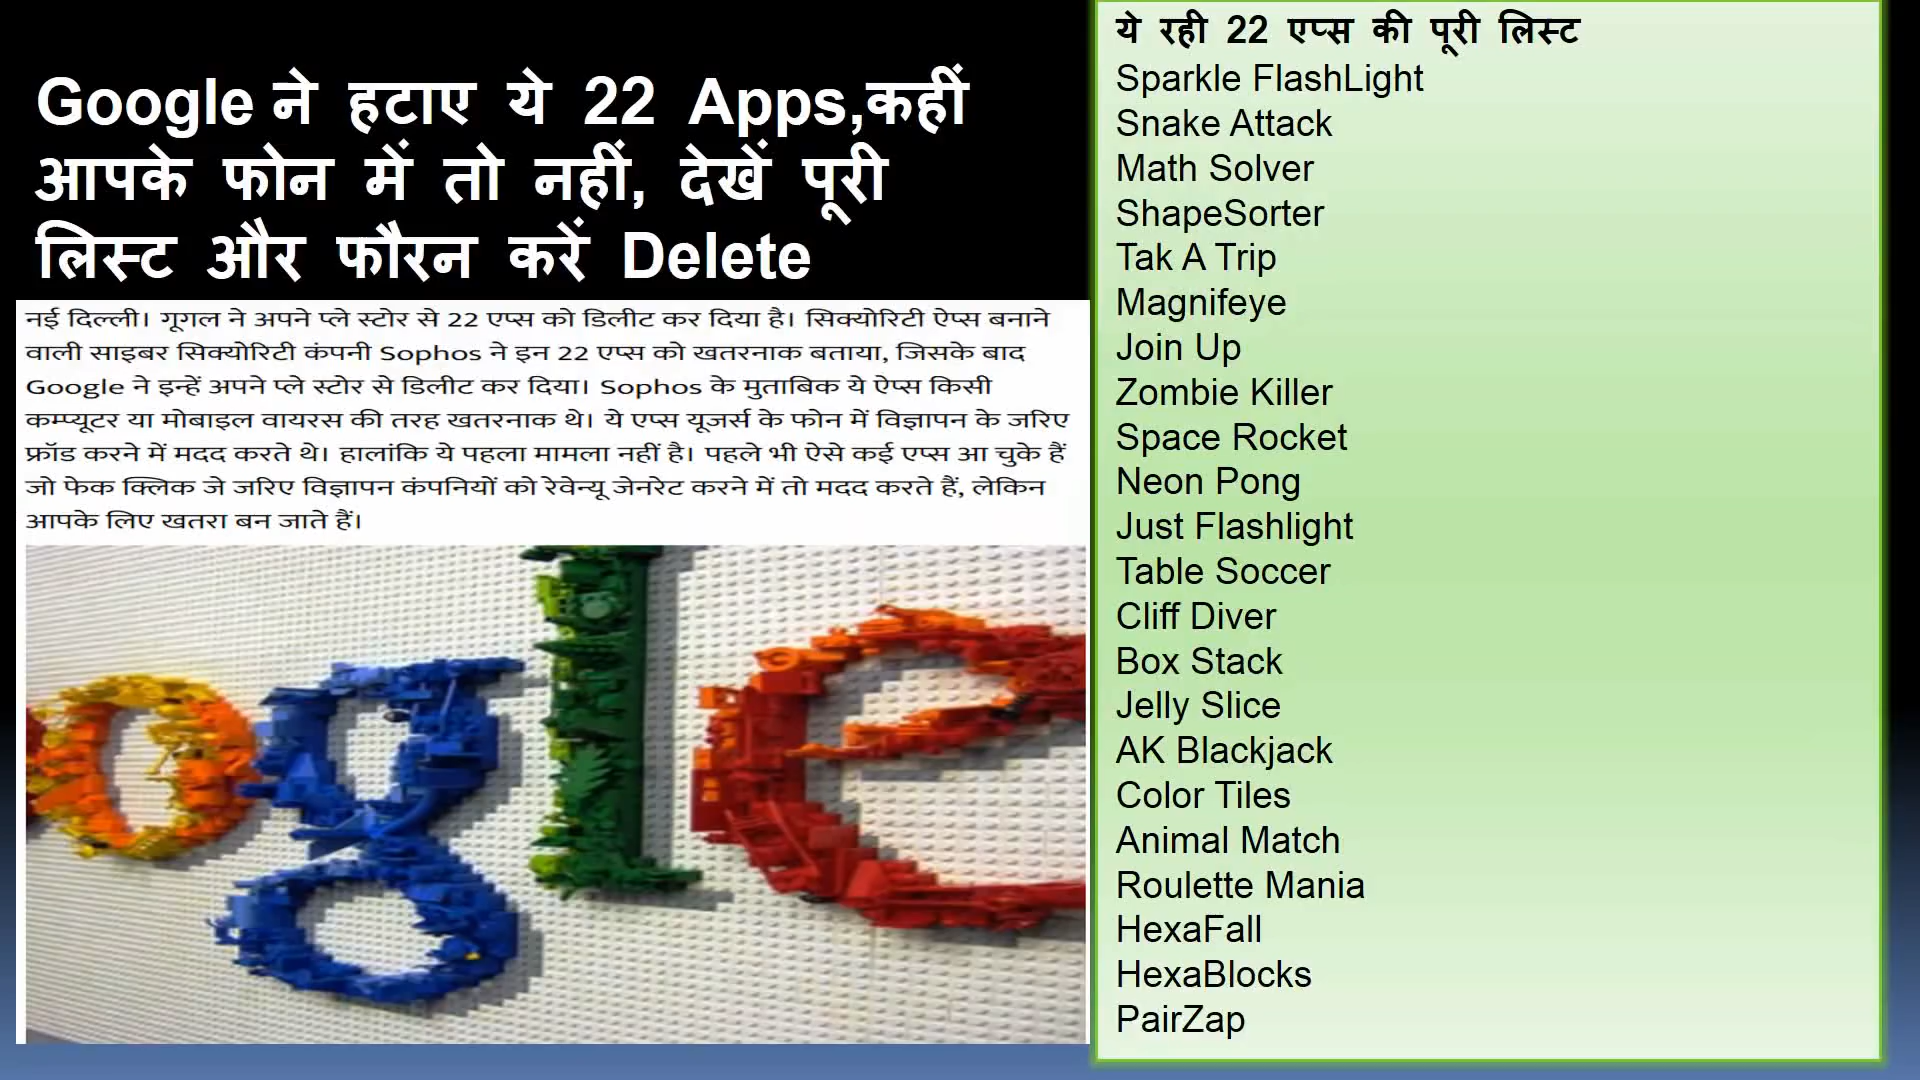 Google ने हटाए ये 22 Apps,कहीं
आपके फोन में तो नहीं, देखें पूरी
लिस्ट और फौरन करें Delete
नई दिल्ली। गूगल ने अपने प्ले स्टोर से 22 एप्स को डिलीट कर दिया है। सिक्योरिटी ऐप्स बनाने
वाली साइबर सिक्योरिटी कंपनी Sophos ने इन 22 एप्स को खतरनाक बताया, जिसके बाद
Google ने इन्हें अपने प्ले स्टोर से डिलीट कर दिया। Sophos के मुताबिक ये ऐप्स किसी
कम्प्यूटर या मोबाइल वायरस की तरह खतरनाक थे। ये एप्स यूजर्स के फोन में विज्ञापन के जरिए
फ्रॉड करने में मदद करते थे। हालांकि ये पहला मामला नहीं है। पहले भी ऐसे कई एप्स आ चुके हैं
जो फेक क्लिक जे जरिए विज्ञापन कंपनियों को रेवेन्यू जेनरेट करने में तो मदद करते हैं, लेकिन
आपके लिए खतरा बन जाते हैं।
ये रही 22 एप्स की पूरी लिस्ट
Sparkle FlashLight
Snake Attack
Math Solver
ShapeSorter
Tak A Trip
Magnifeye
Join Up
Zombie Killer
Space Rocket
Neon Pong
Just Flashlight
Table Soccer
Cliff Diver
Box Stack
Jelly Slice
AK Blackjack
Color Tiles
Animal Match
Roulette Mania
HexaFall
HexaBlocks
PairZap
ogle